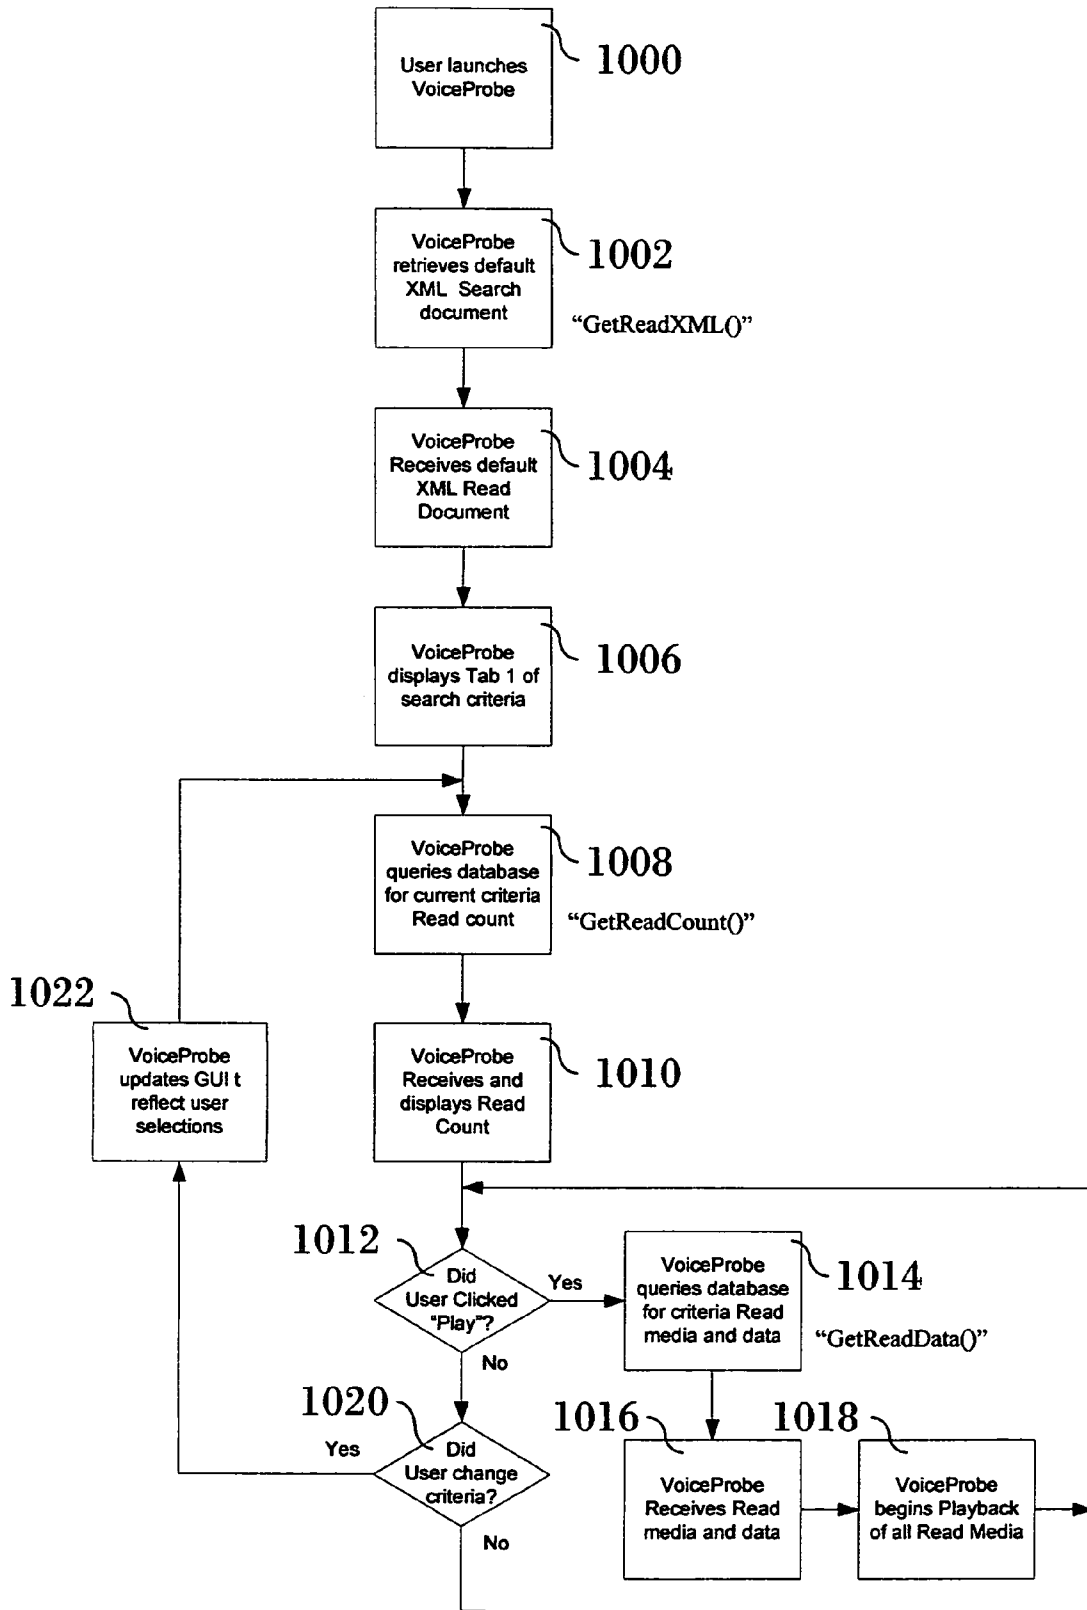 User launches
VoiceProbe
1000
VoiceProbe
retrieves default
XML Search
document
1002
“GetReadXML()”
VoiceProbe
Receives default
XML Read
Document
1004
VoiceProbe
displays Tab 1 of
search criteria
1006
VoiceProbe
queries database
for current criteria
Read count
1008
“GetReadCount()”
1022
VoiceProbe
updates GUI t
reflect user
selections
VoiceProbe
Receives and
displays Read
Count
1010
1012
Did
User Clicked
“Play”?
Yes
No
VoiceProbe
queries database
for criteria Read
media and data
1014
“GetReadData()”
1020
Did
User change
criteria?
Yes
No
1016
VoiceProbe
Receives Read
media and data
1018
VoiceProbe
begins Playback
of all Read Media